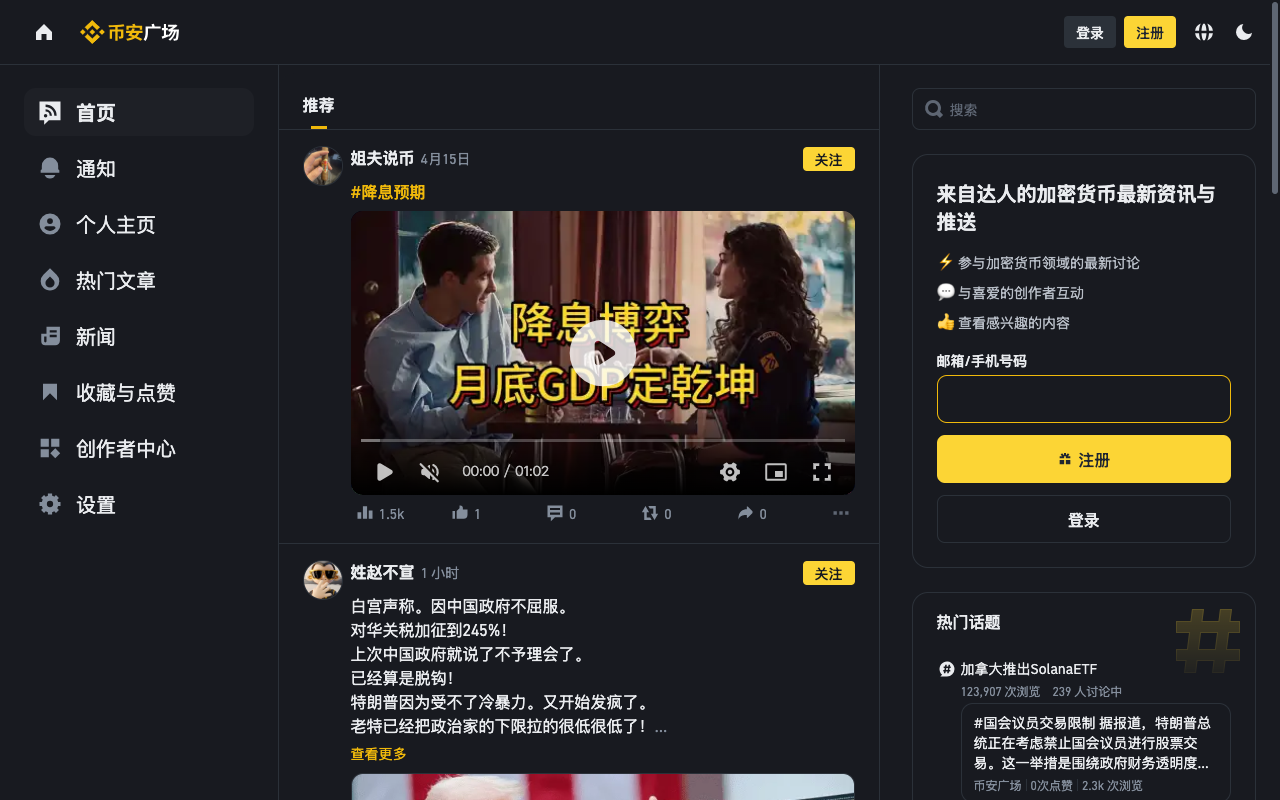 币安广场
登录
注册
首页
通知
个人主页
热门文章
新闻
收藏与点赞
创作者中心
设置
推荐
姐夫说币 4月15日
关注
#降息预期
降息博弈
月底GDP定乾坤
00:00 / 01:02
1.5k
1
0
0
0
姓赵不宣 1 小时
关注
白宫声称。因中国政府不屈服。
对华关税加征到245%!
上次中国政府就说了不予理会了。
已经算是脱钩!
特朗普因为受不了冷暴力。又开始发疯了。
老特已经把政治家的下限拉的很低很低了！...
查看更多
搜索
来自达人的加密货币最新资讯与
推送
⚡ 参与加密货币领域的最新讨论
💬 与喜爱的创作者互动
👍 查看感兴趣的内容
邮箱/手机号码
注册
登录
热门话题
加拿大推出SolanaETF
123,907 次浏览 239 人讨论中
#国会议员交易限制 据报道，特朗普总
统正在考虑禁止国会议员进行股票交
易。这一举措是围绕政府财务透明度...
币安广场 | 0次点赞 | 2.3k 次浏览